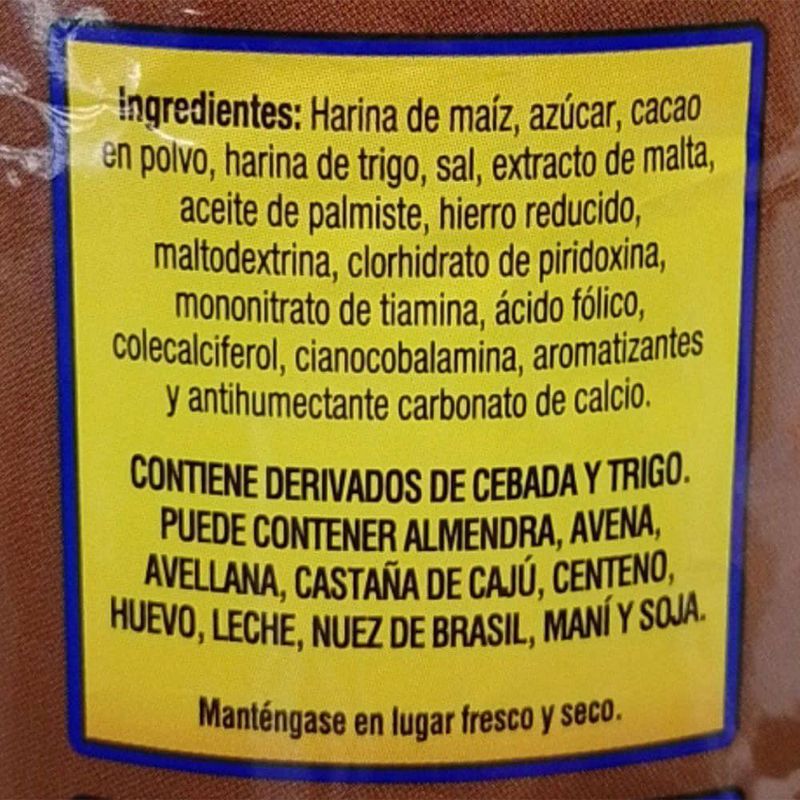 Ingredientes: Harina de maíz, azúcar, cacao
en polvo, harina de trigo, sal, extracto de malta,
aceite de palmiste, hierro reducido,
maltodextrina, clorhidrato de piridoxina,
mononitrato de tiamina, ácido fólico,
colecalciferol, cianocobalamina, aromatizantes
y antihumectante carbonato de calcio.
CONTIENE DERIVADOS DE CEBADA Y TRIGO.
PUEDE CONTENER ALMENDRA, AVENA,
AVELLANA, CASTAÑA DE CAJÚ, CENTENO,
HUEVO, LECHE, NUEZ DE BRASIL, MANÍ Y SOJA.
Manténgase en lugar fresco y seco.